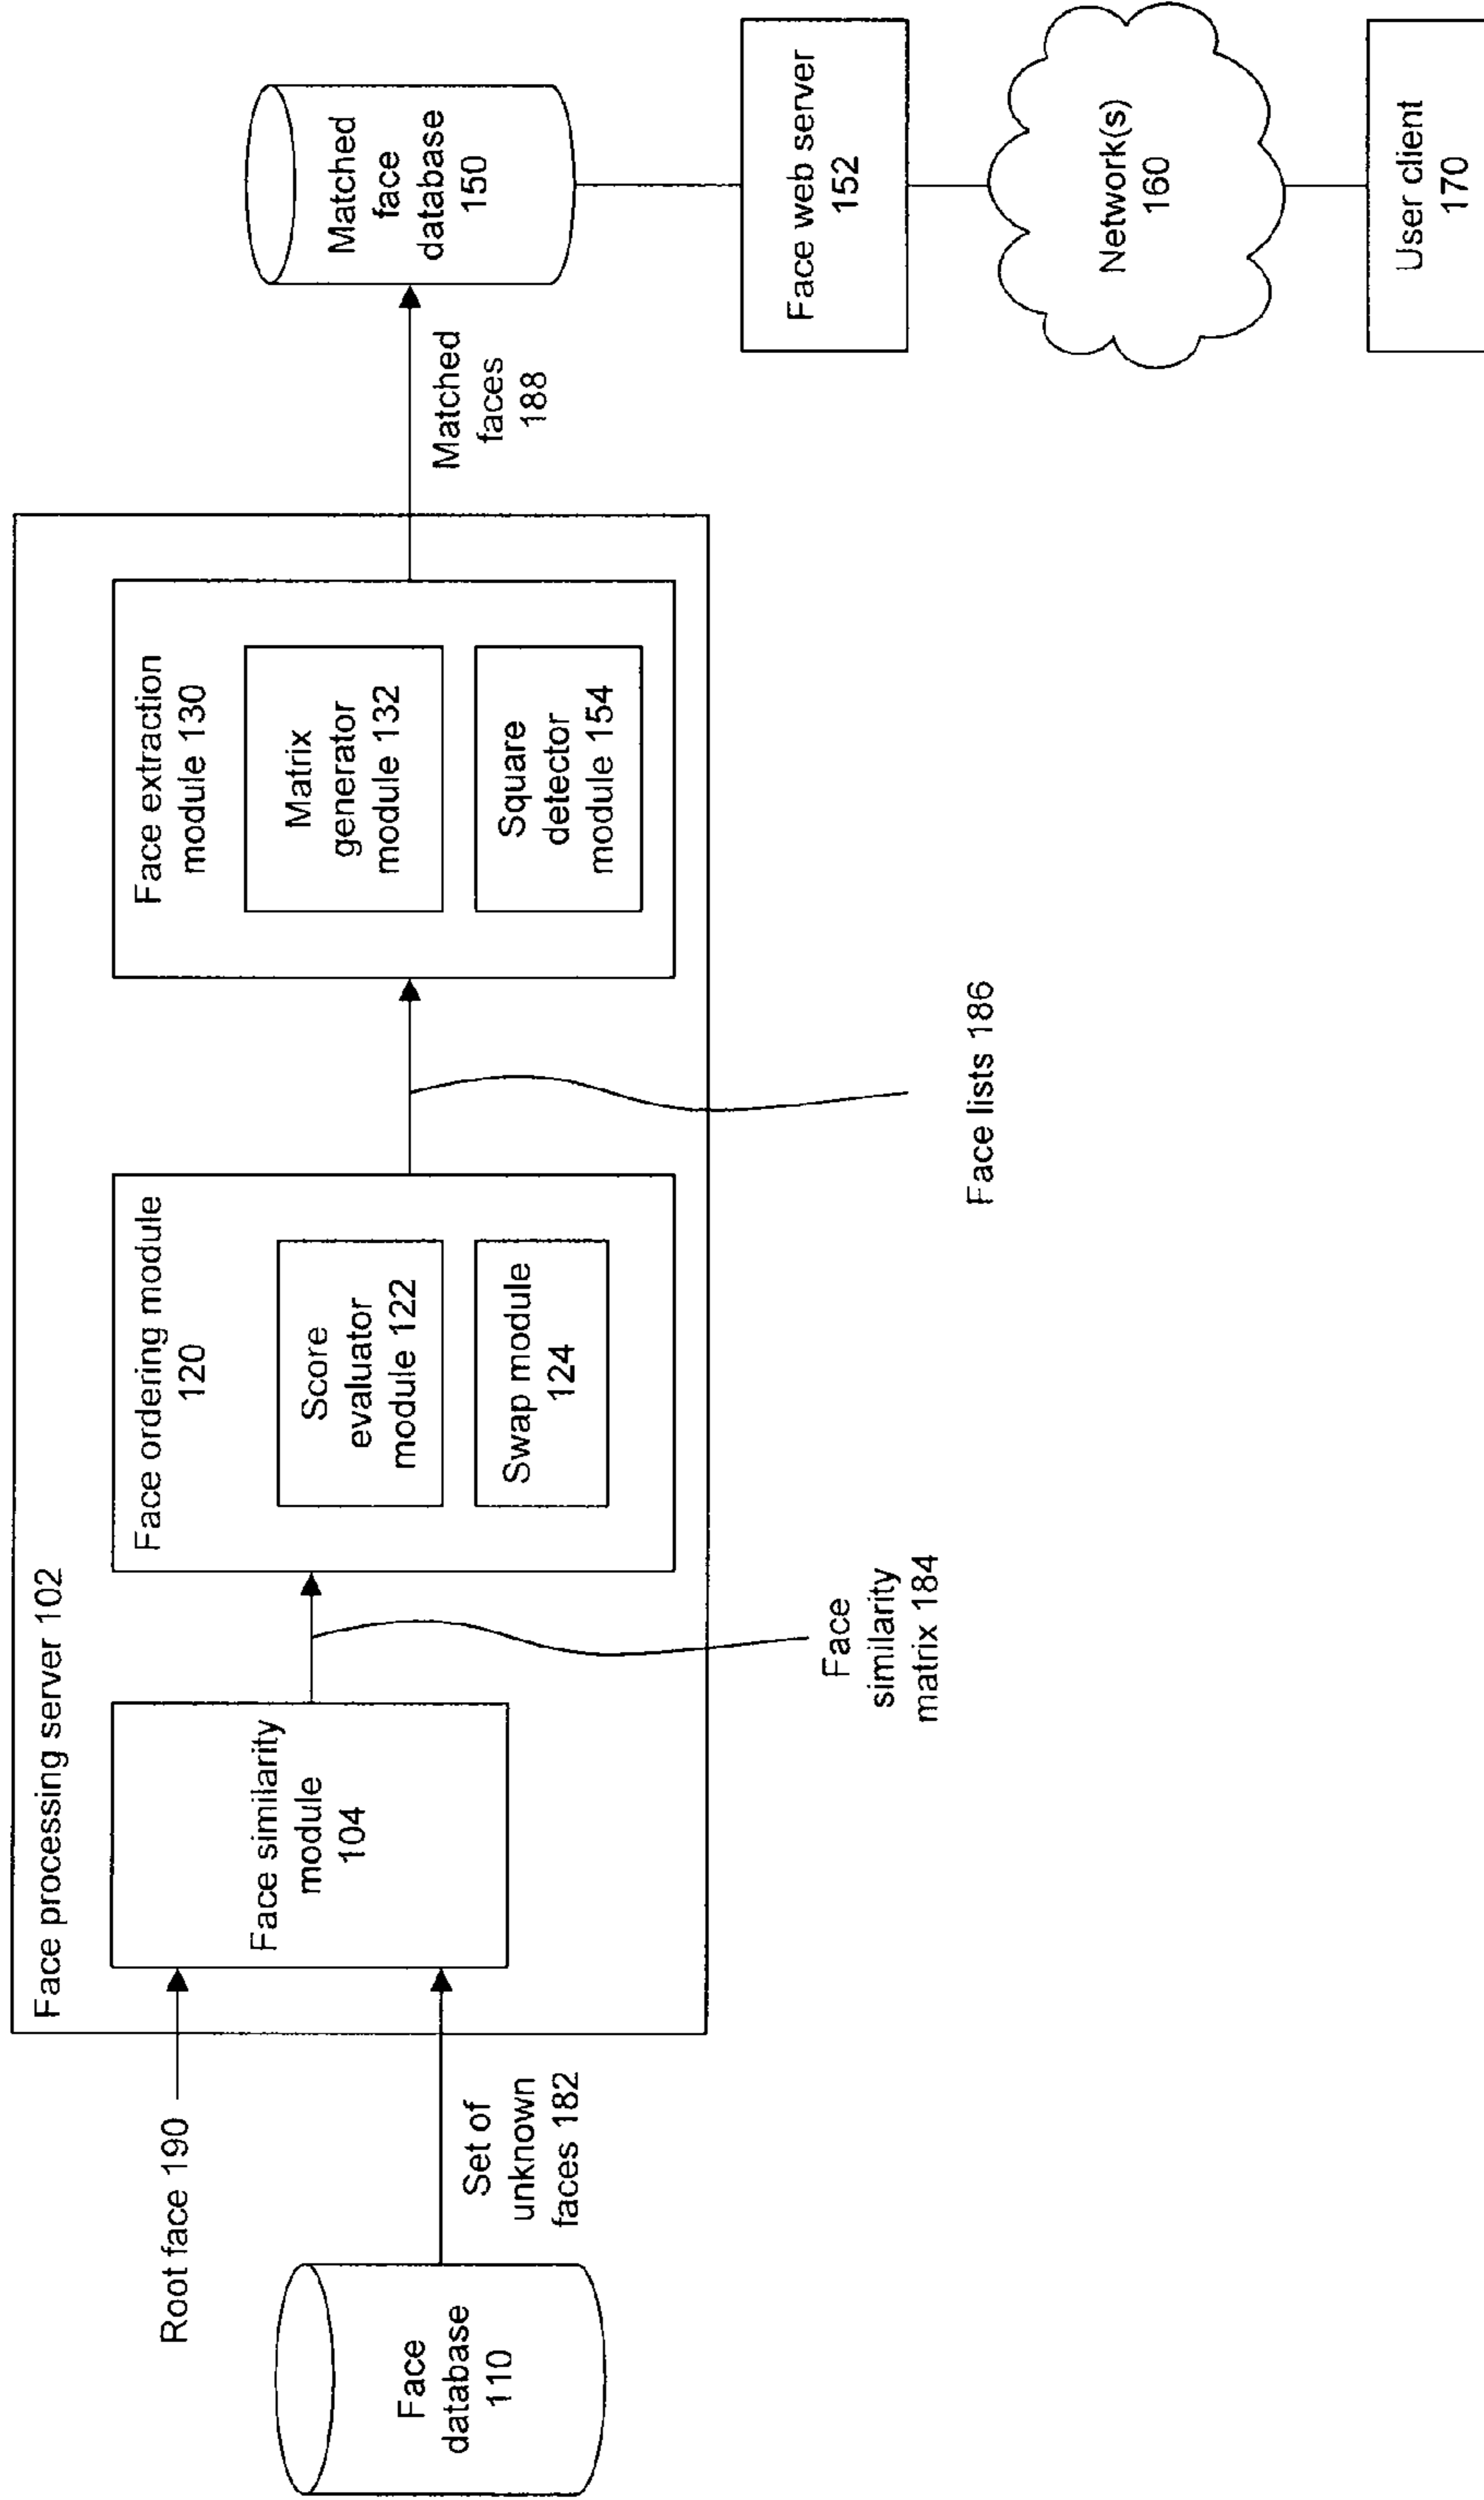 Face processing server 102
Root face 190
Face
database
110
Set of
unknown
faces 182
Face similarity
module
104
Face
similarity
matrix 184
Face ordering module
120
Score
evaluator
module 122
Swap module
124
Face lists 186
Face extraction
module 130
Matrix
generator
module 132
Square
detector
module 154
Matched
faces
188
Matched
face
database
150
Face web server
152
Network(s)
160
User client
170